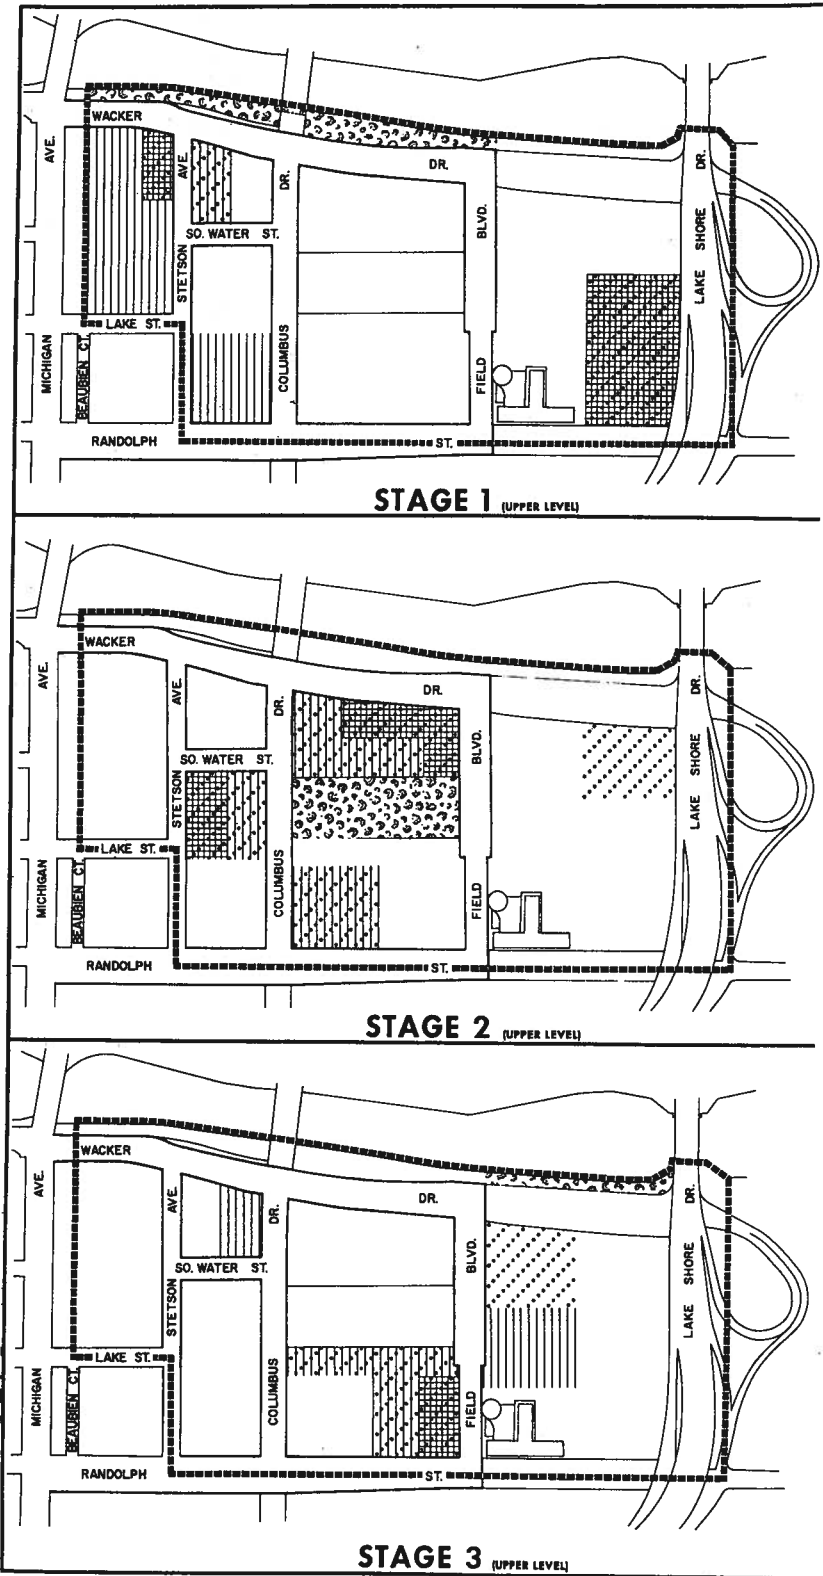 WACKER
AVE.
AVE.
DR.
DR.
DR.
SO. WATER ST.
BLVD.
STETSON
LAKE SHORE
LAKE ST.
MICHIGAN
BEAUBIEN CT.
COLUMBUS
FIELD
RANDOLPH ST.
STAGE 1 (UPPER LEVEL)
WACKER
AVE.
AVE.
DR.
DR.
DR.
SO. WATER ST.
BLVD.
STETSON
LAKE SHORE
LAKE ST.
MICHIGAN
BEAUBIEN CT.
COLUMBUS
FIELD
RANDOLPH ST.
STAGE 2 (UPPER LEVEL)
WACKER
AVE.
AVE.
DR.
DR.
DR.
SO. WATER ST.
BLVD.
STETSON
LAKE SHORE
LAKE ST.
MICHIGAN
BEAUBIEN CT.
COLUMBUS
FIELD
RANDOLPH ST.
STAGE 3 (UPPER LEVEL)